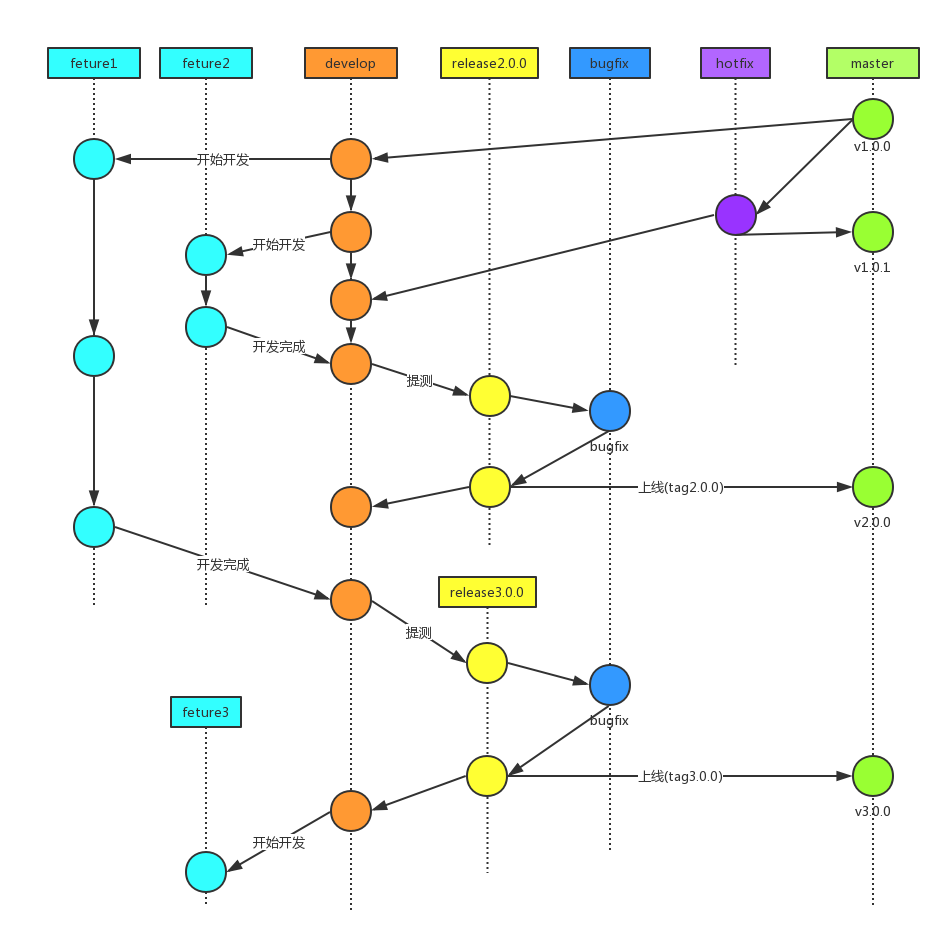 feture1
feture2
develop
release2.0.0
bugfix
hotfix
master
v1.0.0
开始开发
开始开发
v1.0.1
开发完成
提测
bugfix
上线(tag2.0.0)
v2.0.0
开发完成
release3.0.0
提测
feture3
bugfix
上线(tag3.0.0)
v3.0.0
开始开发